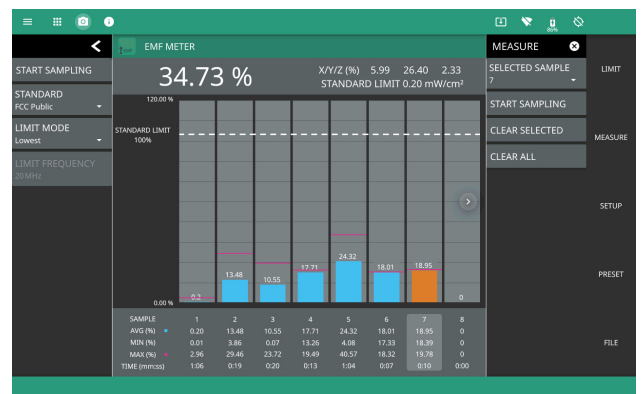 86%
EMF
EMF METER
MEASURE
START SAMPLING
STANDARD
FCC Public
LIMIT MODE
Lowest
LIMIT FREQUENCY
20 MHz
34.73 %
X/Y/Z (%) 5.99 26.40 2.33
STANDARD LIMIT 0.20 mW/cm²
120.00 %
STANDARD LIMIT
100%
0.00 %
0.2
13.48
10.55
17.71
24.32
18.01
18.95
0
SAMPLE 1 2 3 4 5 6 7 8
AVG (%) 0.20 13.48 10.55 17.71 24.32 18.01 18.95 0
MIN (%) 0.01 3.86 0.07 13.26 4.08 17.33 18.39 0
MAX (%) 2.96 29.46 23.72 19.49 40.57 18.32 19.78 0
TIME (mm:ss) 1:06 0:19 0:20 0:13 1:04 0:07 0:10 0:00
SELECTED SAMPLE
7
START SAMPLING
CLEAR SELECTED
CLEAR ALL
LIMIT
MEASURE
SETUP
PRESET
FILE